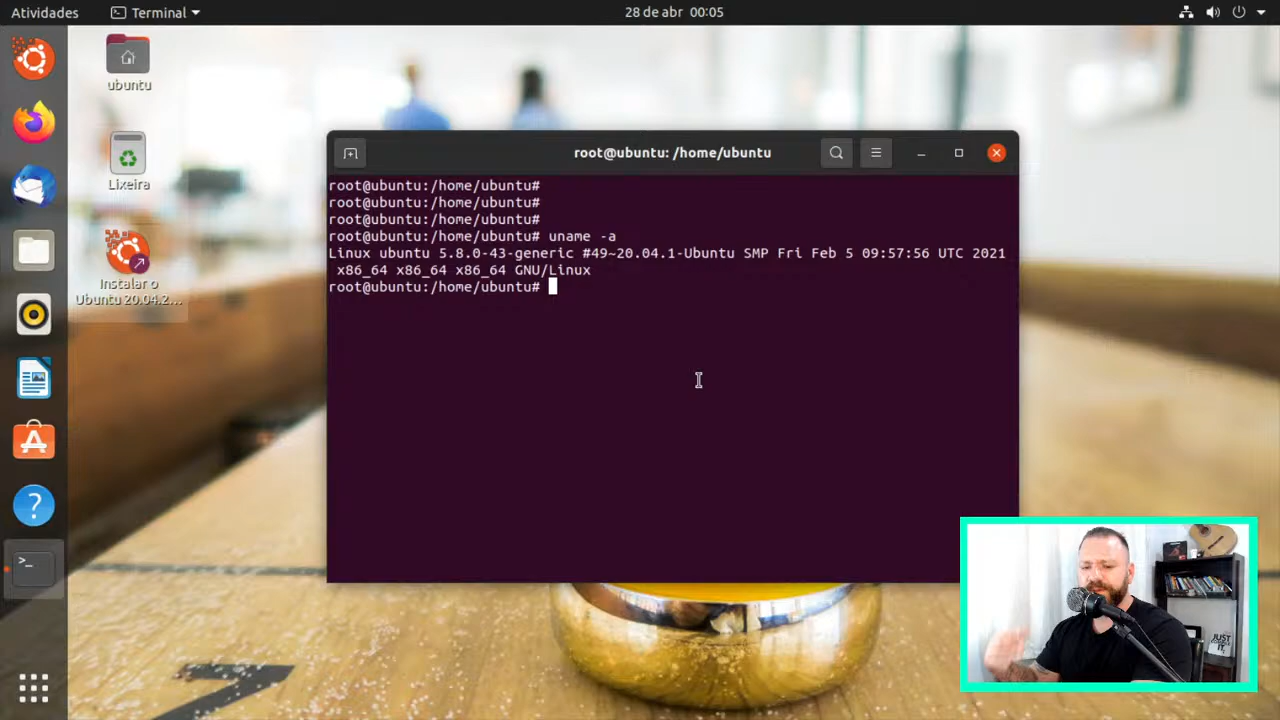 Atividades
Terminal
28 de abr 00:05
ubuntu
Lixeira
Instalar o
Ubuntu 20.04.2...
root@ubuntu: /home/ubuntu
root@ubuntu:/home/ubuntu#
root@ubuntu:/home/ubuntu#
root@ubuntu:/home/ubuntu#
root@ubuntu:/home/ubuntu# uname -a
Linux ubuntu 5.8.0-43-generic #49~20.04.1-Ubuntu SMP Fri Feb 5 09:57:56 UTC 2021
x86_64 x86_64 x86_64 GNU/Linux
root@ubuntu:/home/ubuntu#
JUST
IT.